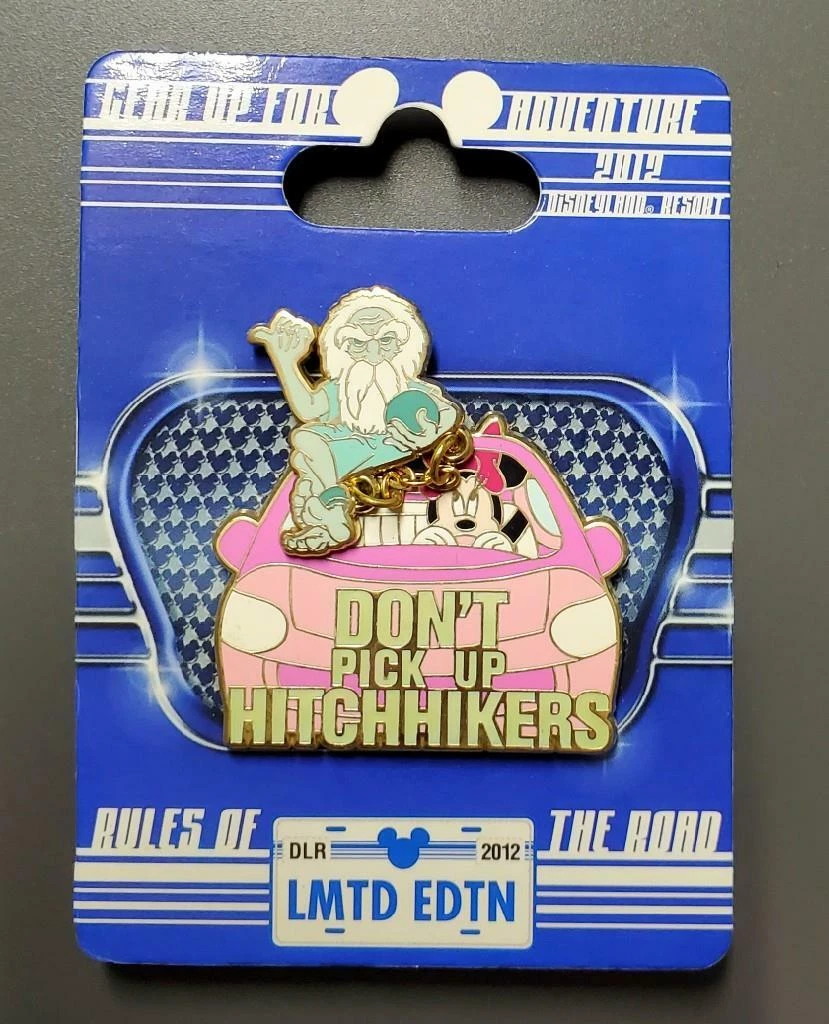 GEAR UP FOR ADVENTURE
2012
DISNEYLAND® RESORT
DON'T
PICK UP
HITCHHIKERS
RULES OF THE ROAD
DLR 2012
LMTD EDTN